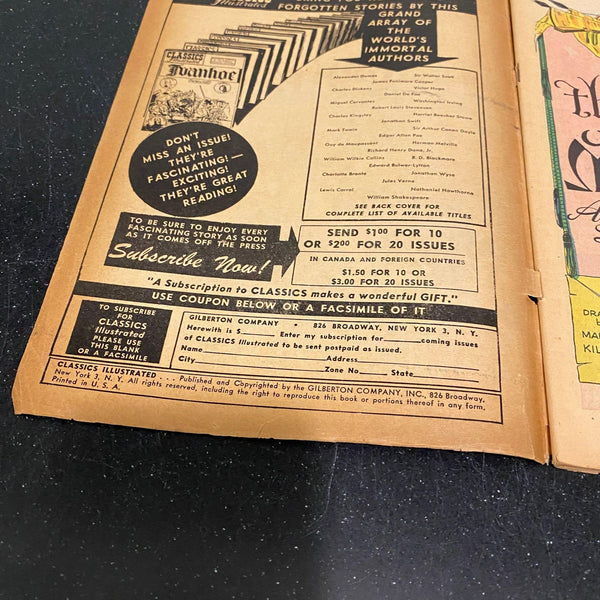 Illustrated
FORGOTTEN STORIES BY THIS
GRAND
ARRAY OF
THE
WORLD'S
IMMORTAL
AUTHORS
CLASSICS
Illustrated
Ivanhoe
Alexandre Dumas Sir Walter Scott
James Fenimore Cooper
Charles Dickens Victor Hugo
Daniel De Foe
Miguel Cervantes Washington Irving
Robert Louis Stevenson
Charles Kingsley Harriet Beecher Stowe
Jonathan Swift
Mark Twain Sir Arthur Conan Doyle
Edgar Allan Poe
Guy de Maupassant Herman Melville
Richard Henry Dana, Jr.
William Wilkie Collins R. D. Blackmore
Edward Bulwer-Lytton
Charlotte Bronte Jonathan Wyss
Jules Verne
Lewis Carrol Nathaniel Hawthorne
William Shakespeare
SEE BACK COVER FOR
COMPLETE LIST OF AVAILABLE TITLES
DON'T
MISS AN ISSUE!
THEY'RE
FASCINATING!—
EXCITING!
THEY'RE GREAT
READING!
TO BE SURE TO ENJOY EVERY
FASCINATING STORY AS SOON
AS IT COMES OFF THE PRESS
Subscribe Now!
SEND $1.00 FOR 10
OR $2.00 FOR 20 ISSUES
IN CANADA AND FOREIGN COUNTRIES
$1.50 FOR 10 OR
$3.00 FOR 20 ISSUES
"A Subscription to CLASSICS makes a wonderful GIFT."
USE COUPON BELOW OR A FACSIMILE OF IT
TO SUBSCRIBE
FOR
CLASSICS
Illustrated
PLEASE USE
THIS BLANK
OR A FACSIMILE
GILBERTON COMPANY • 826 BROADWAY, NEW YORK 3, N. Y.
Herewith is $ Enter my subscription for coming issues
of CLASSICS Illustrated to be sent postpaid as issued.
Name Address
City Zone No. State
CLASSICS ILLUSTRATED . . . Published and Copyrighted by the GILBERTON COMPANY, INC., 826 Broadway,
New York 3, N. Y. All rights reserved, including the right to reproduce this book or portions thereof in any form.
Printed in U. S. A.